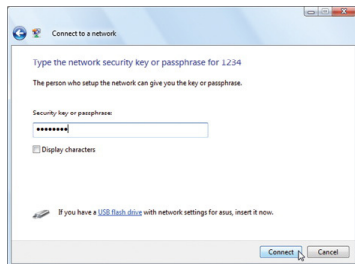 Connect to a network
Type the network security key or passphrase for 1234
The person who setup the network can give you the key or passphrase.
Security key or passphrase:
••••••••
Display characters
If you have a USB flash drive with network settings for asus, insert it now.
Connect Cancel